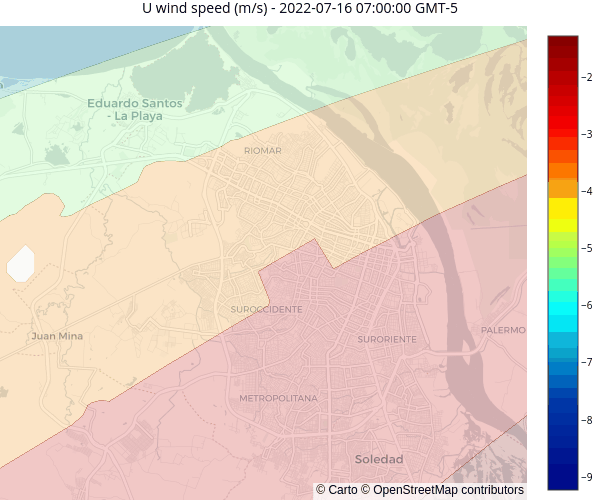 U wind speed (m/s) - 2022-07-16 07:00:00 GMT-5
Eduardo Santos
- La Playa
RIOMAR
SUROCCIDENTE
Juan Mina
SURORIENTE
PALERMO
METROPOLITANA
Soledad
© Carto © OpenStreetMap contributors
−2
−3
−4
−5
−6
−7
−8
−9